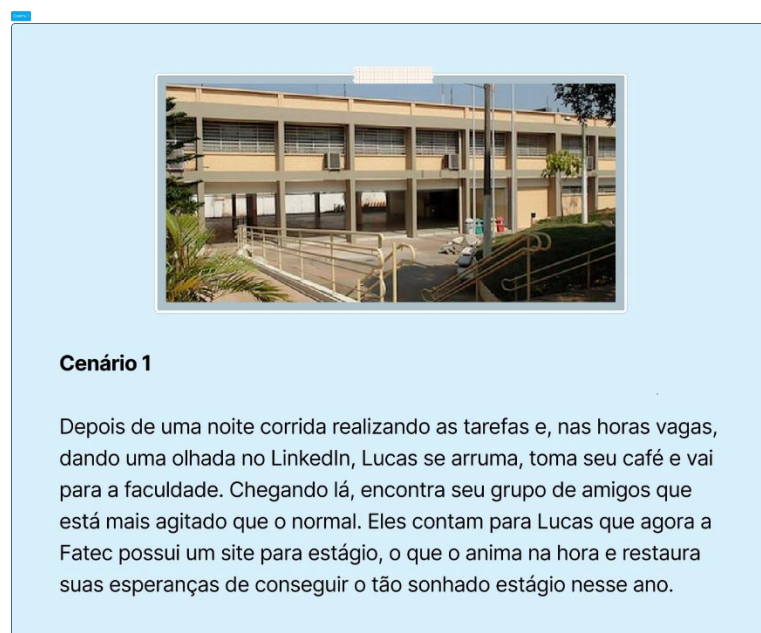 Cenário 1
Depois de uma noite corrida realizando as tarefas e, nas horas vagas,
dando uma olhada no LinkedIn, Lucas se arruma, toma seu café e vai
para a faculdade. Chegando lá, encontra seu grupo de amigos que
está mais agitado que o normal. Eles contam para Lucas que agora a
Fatec possui um site para estágio, o que o anima na hora e restaura
suas esperanças de conseguir o tão sonhado estágio nesse ano.